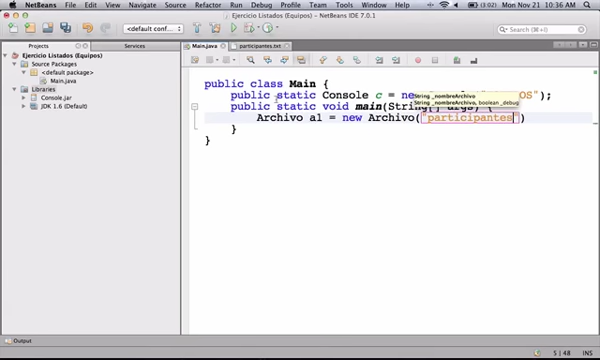 NetBeans File Edit View Navigate Source Refactor Run Debug Profile Team Tools Window Help (3:02) Mon Nov 21 10:36 AM
Ejercicio Listados (Equipos) - NetBeans IDE 7.0.1
<default conf...
Projects Services
Main.java participantes.txt
Ejercicio Listados (Equipos)
Source Packages
<default package>
Main.java
Libraries
Console.jar
JDK 1.6 (Default)
public class Main {
public static Console c = new OS");
String _nombreArchivo
String _nombreArchivo, boolean _debug
public static void main(String[] args) {
Archivo a1 = new Archivo("participantes")
}
}
Output
5 | 48 INS